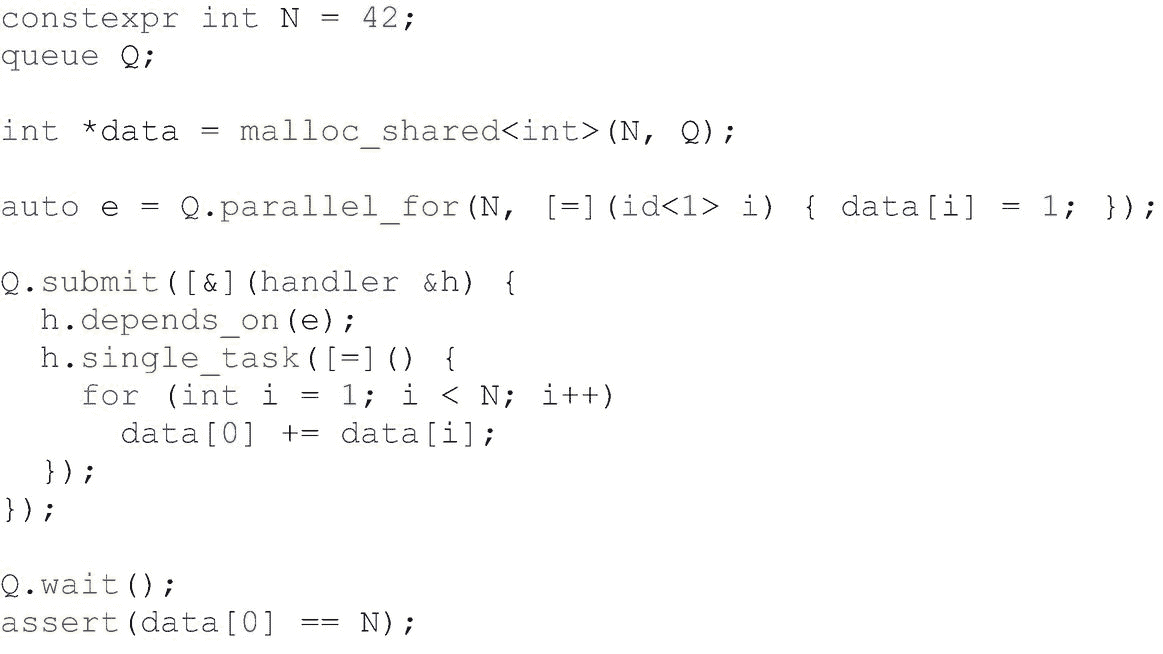 constexpr int N = 42;
queue Q;

int *data = malloc_shared<int>(N, Q);

auto e = Q.parallel_for(N, [=](id<1> i) { data[i] = 1; });

Q.submit([&](handler &h) {
  h.depends_on(e);
  h.single_task([=]() {
    for (int i = 1; i < N; i++)
      data[0] += data[i];
  });
});

Q.wait();
assert(data[0] == N);